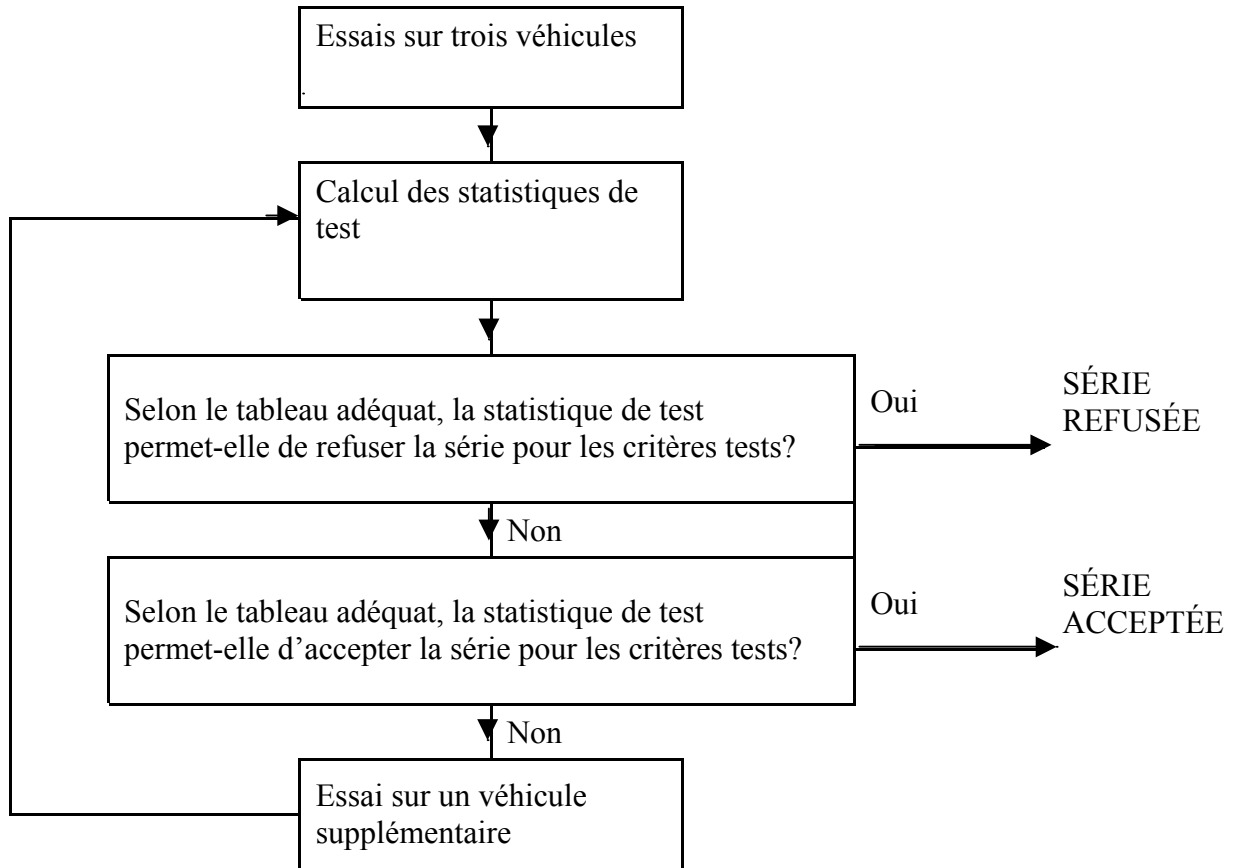 Essais sur trois véhicules
.
Calcul des statistiques de
test
Selon le tableau adéquat, la statistique de test
permet-elle de refuser la série pour les critères tests?
Oui
SÉRIE
REFUSÉE
Non
Selon le tableau adéquat, la statistique de test
permet-elle d’accepter la série pour les critères tests?
Oui
SÉRIE
ACCEPTÉE
Non
Essai sur un véhicule
supplémentaire